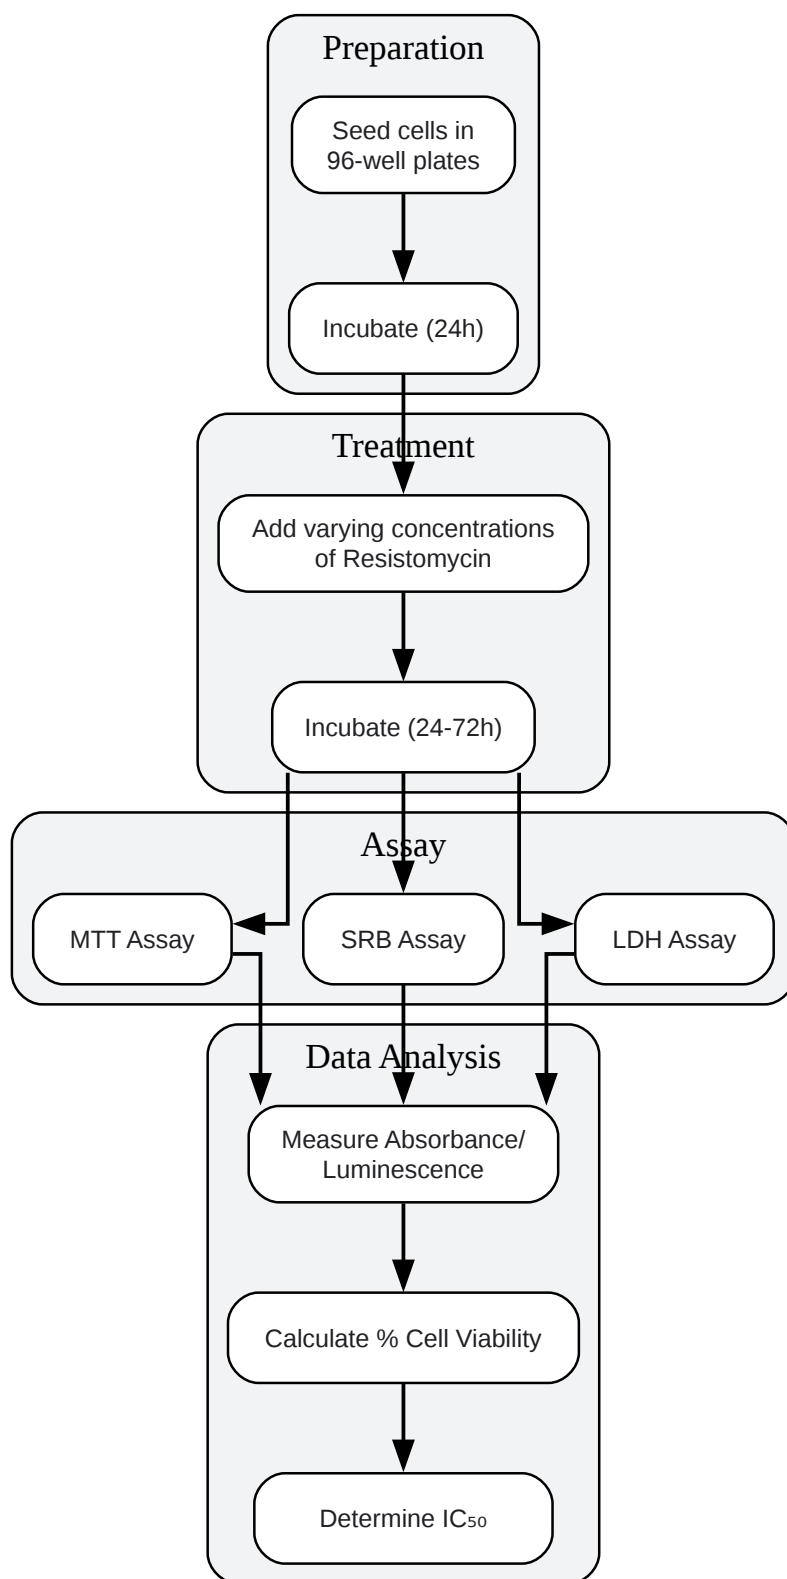 Preparation
Seed cells in
96-well plates
Incubate (24h)
Treatment
Add varying concentrations
of Resistomycin
Incubate (24-72h)
Assay
MTT Assay
SRB Assay
LDH Assay
Data Analysis
Measure Absorbance/
Luminescence
Calculate % Cell Viability
Determine IC₅₀